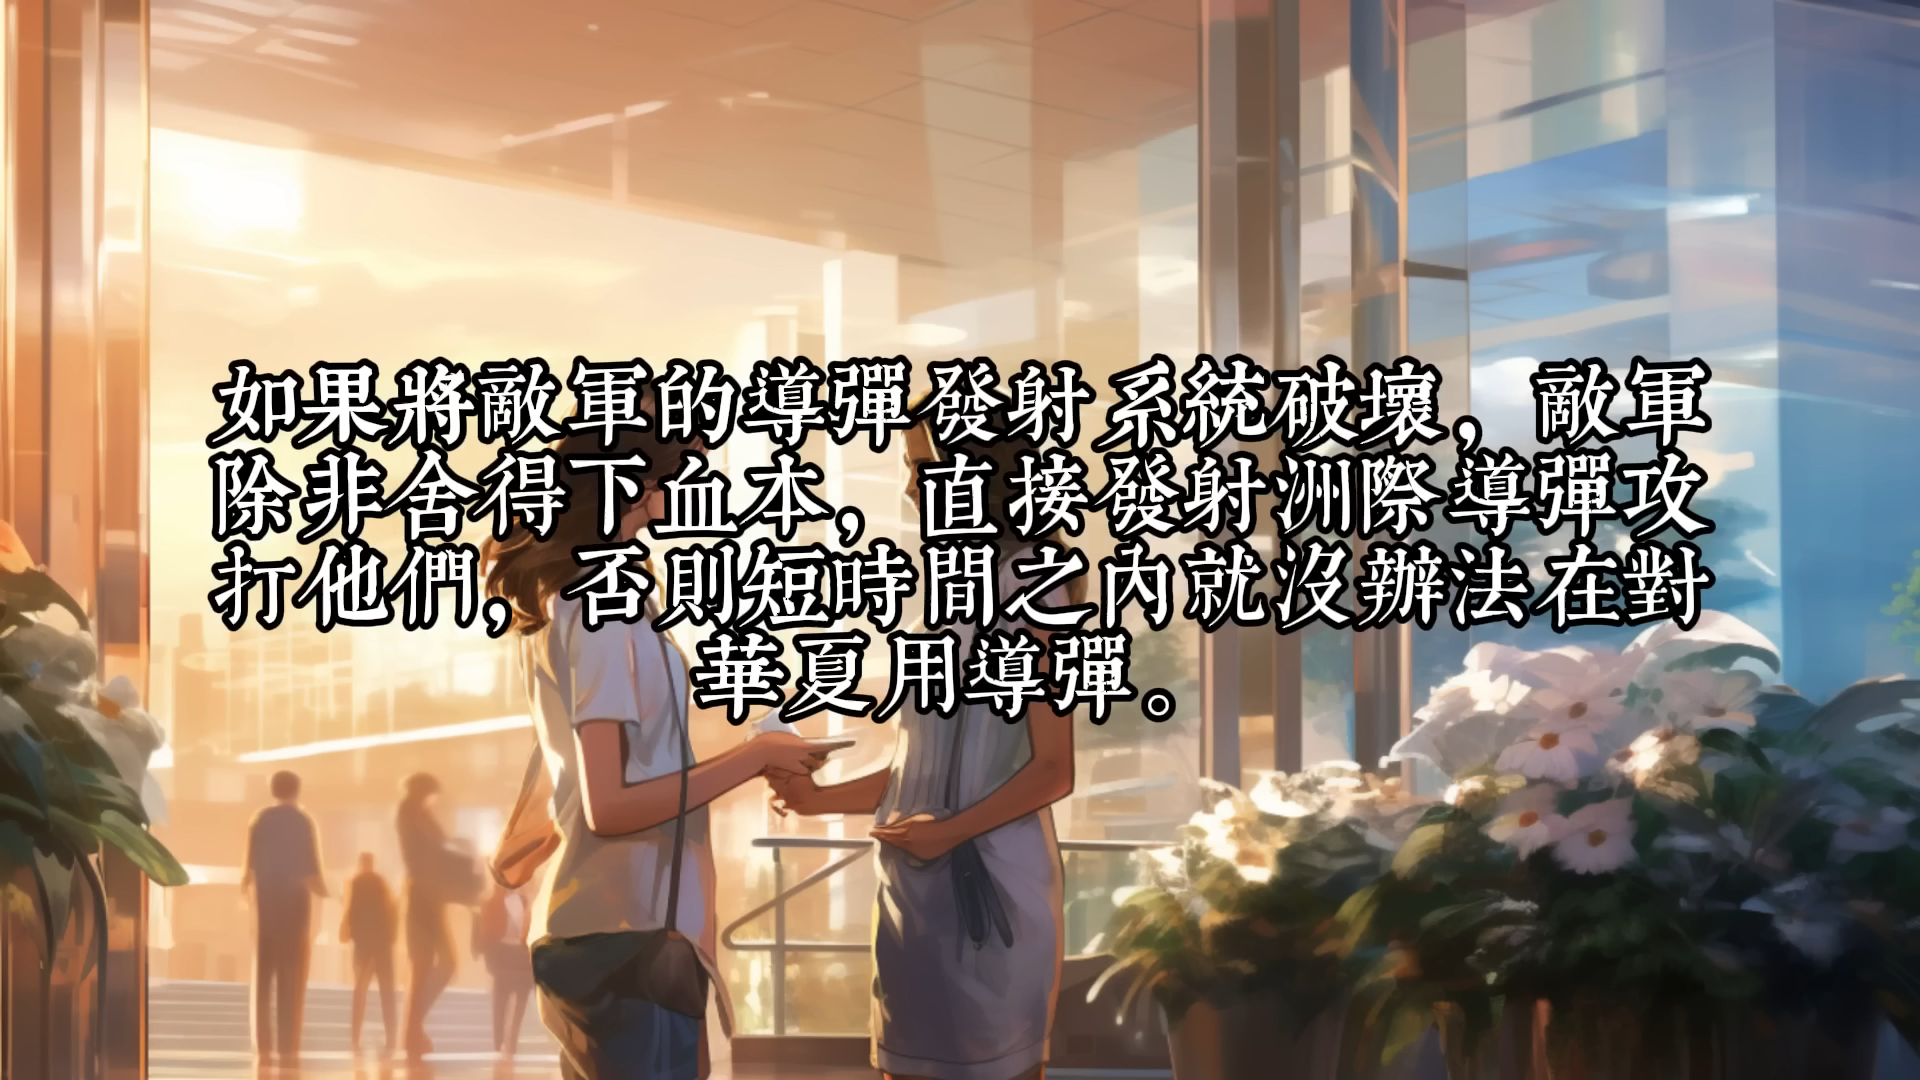 如果將敵軍的導彈發射系統破壞，敵軍
除非舍得下血本，直接發射洲際導彈攻
打他們，否則短時間之內就沒辦法在對
華夏用導彈。